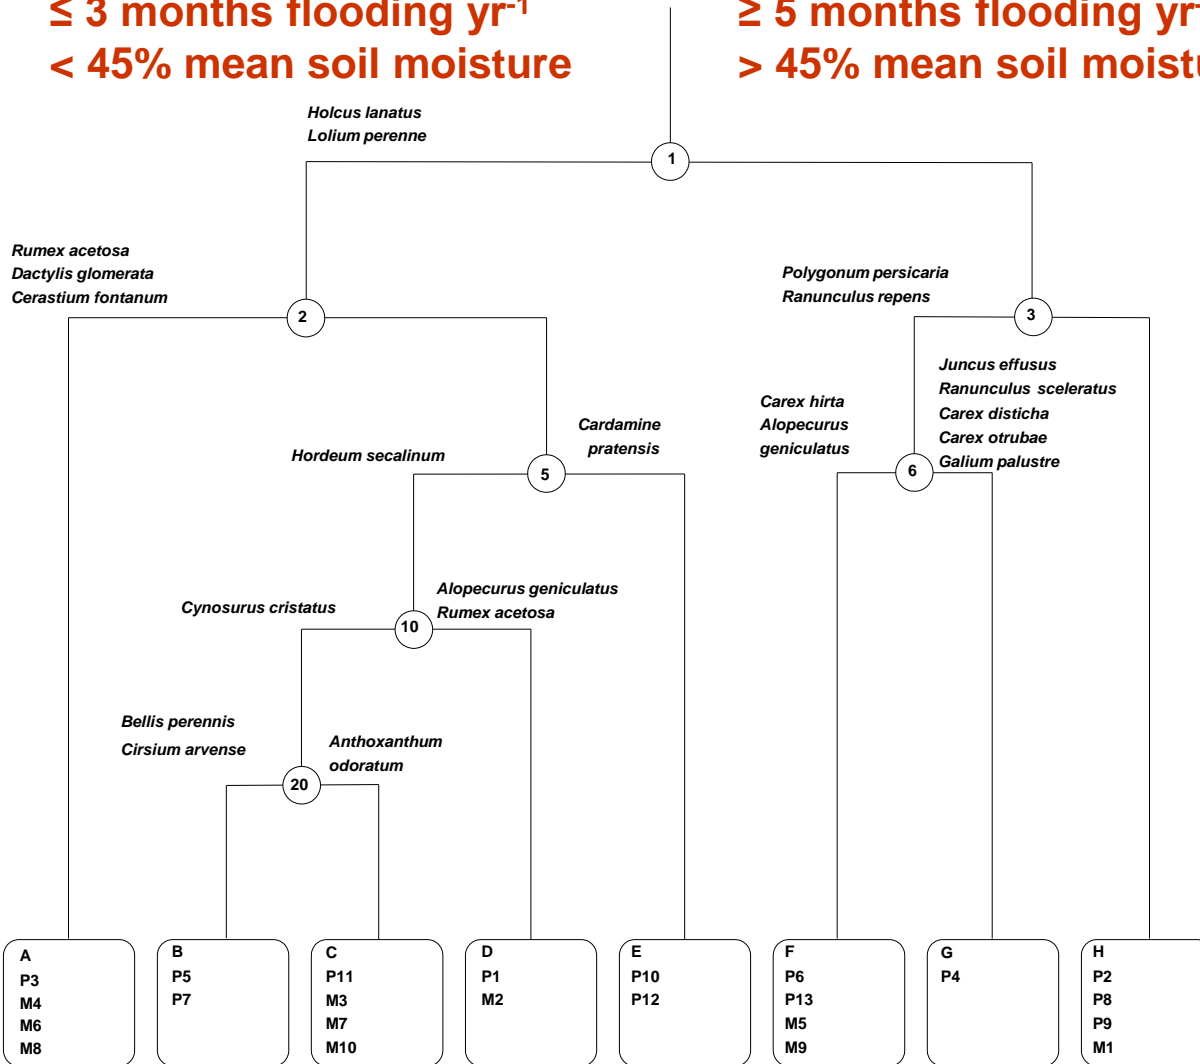 ≤ 3 months flooding yr⁻¹
< 45% mean soil moisture
≥ 5 months flooding yr
> 45% mean soil moist
Holcus lanatus
Lolium perenne
1
Rumex acetosa
Dactylis glomerata
Cerastium fontanum
2
Polygonum persicaria
Ranunculus repens
3
Juncus effusus
Ranunculus sceleratus
Carex disticha
Carex otrubae
Galium palustre
Carex hirta
Alopecurus
geniculatus
6
Cardamine
pratensis
Hordeum secalinum
5
Alopecurus geniculatus
Rumex acetosa
Cynosurus cristatus
10
Bellis perennis
Cirsium arvense
Anthoxanthum
odoratum
20
A
P3
M4
M6
M8
B
P5
P7
C
P11
M3
M7
M10
D
P1
M2
E
P10
P12
F
P6
P13
M5
M9
G
P4
H
P2
P8
P9
M1